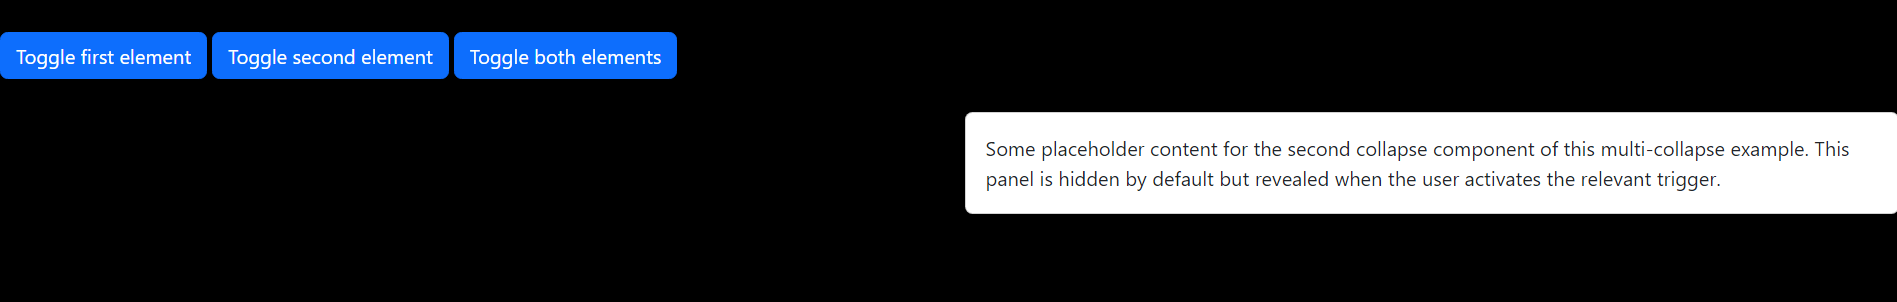 Toggle first element Toggle second element Toggle both elements
Some placeholder content for the second collapse component of this multi-collapse example. This
panel is hidden by default but revealed when the user activates the relevant trigger.